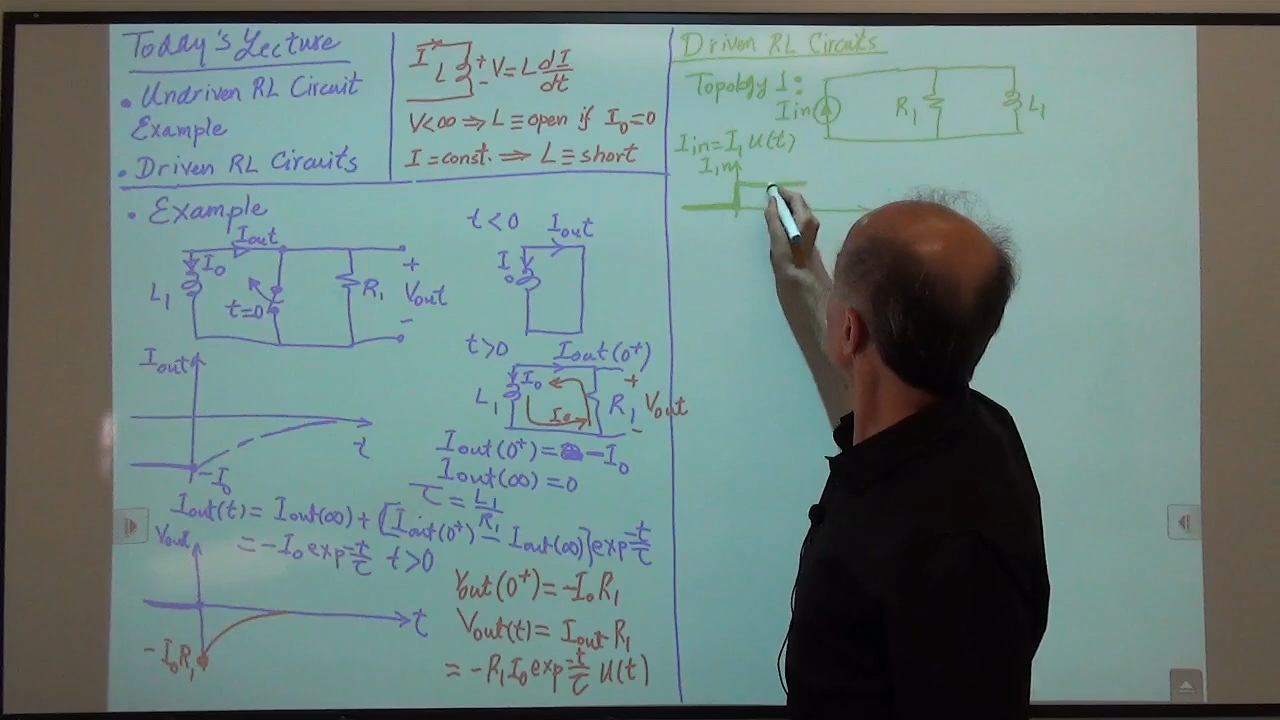 Today's Lecture
• Undriven RL Circuit
Example
• Driven RL Circuits
I
L + V = L dI/dt
-
V<∞ ⇒ L ≡ open if I₀=0
I = const. ⇒ L ≡ short
• Example
Iout
I₀
L₁
t=0
R₁
+
Vout
-
t<0
Iout
I₀
t>0
Iout(0⁺)
I₀
L₁
I₀
R₁
+
Vout
-
Iout
t
-I₀
Iout(0⁺) = -I₀
Iout(∞) = 0
τ = L₁/R₁
Iout(t) = Iout(∞) + [Iout(0⁺) - Iout(∞)] exp -t/τ
= -I₀ exp -t/τ t>0
Vout
t
-I₀R₁
Vout(0⁺) = -I₀R₁
Vout(t) = Iout R₁
= -R₁I₀ exp -t/τ u(t)
Driven RL Circuits
Topology 1:
Iin
R₁
L₁
Iin = I₁ u(t)
I,in